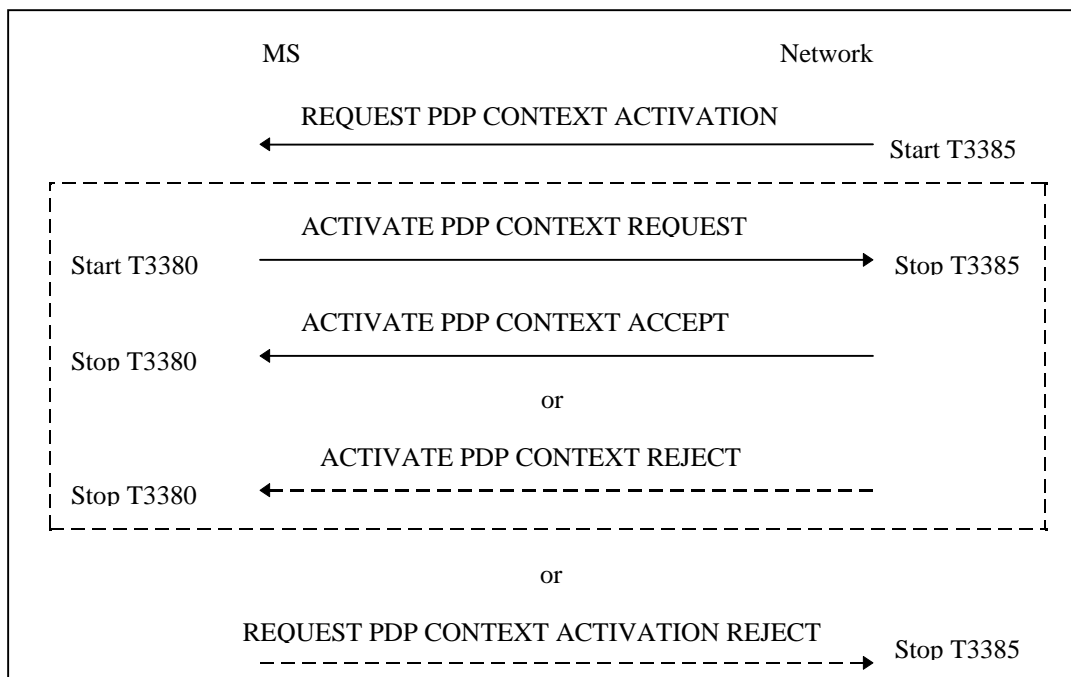 MS Network
REQUEST PDP CONTEXT ACTIVATION
Start T3385
ACTIVATE PDP CONTEXT REQUEST
Start T3380 Stop T3385
ACTIVATE PDP CONTEXT ACCEPT
Stop T3380
or
ACTIVATE PDP CONTEXT REJECT
Stop T3380
or
REQUEST PDP CONTEXT ACTIVATION REJECT
Stop T3385